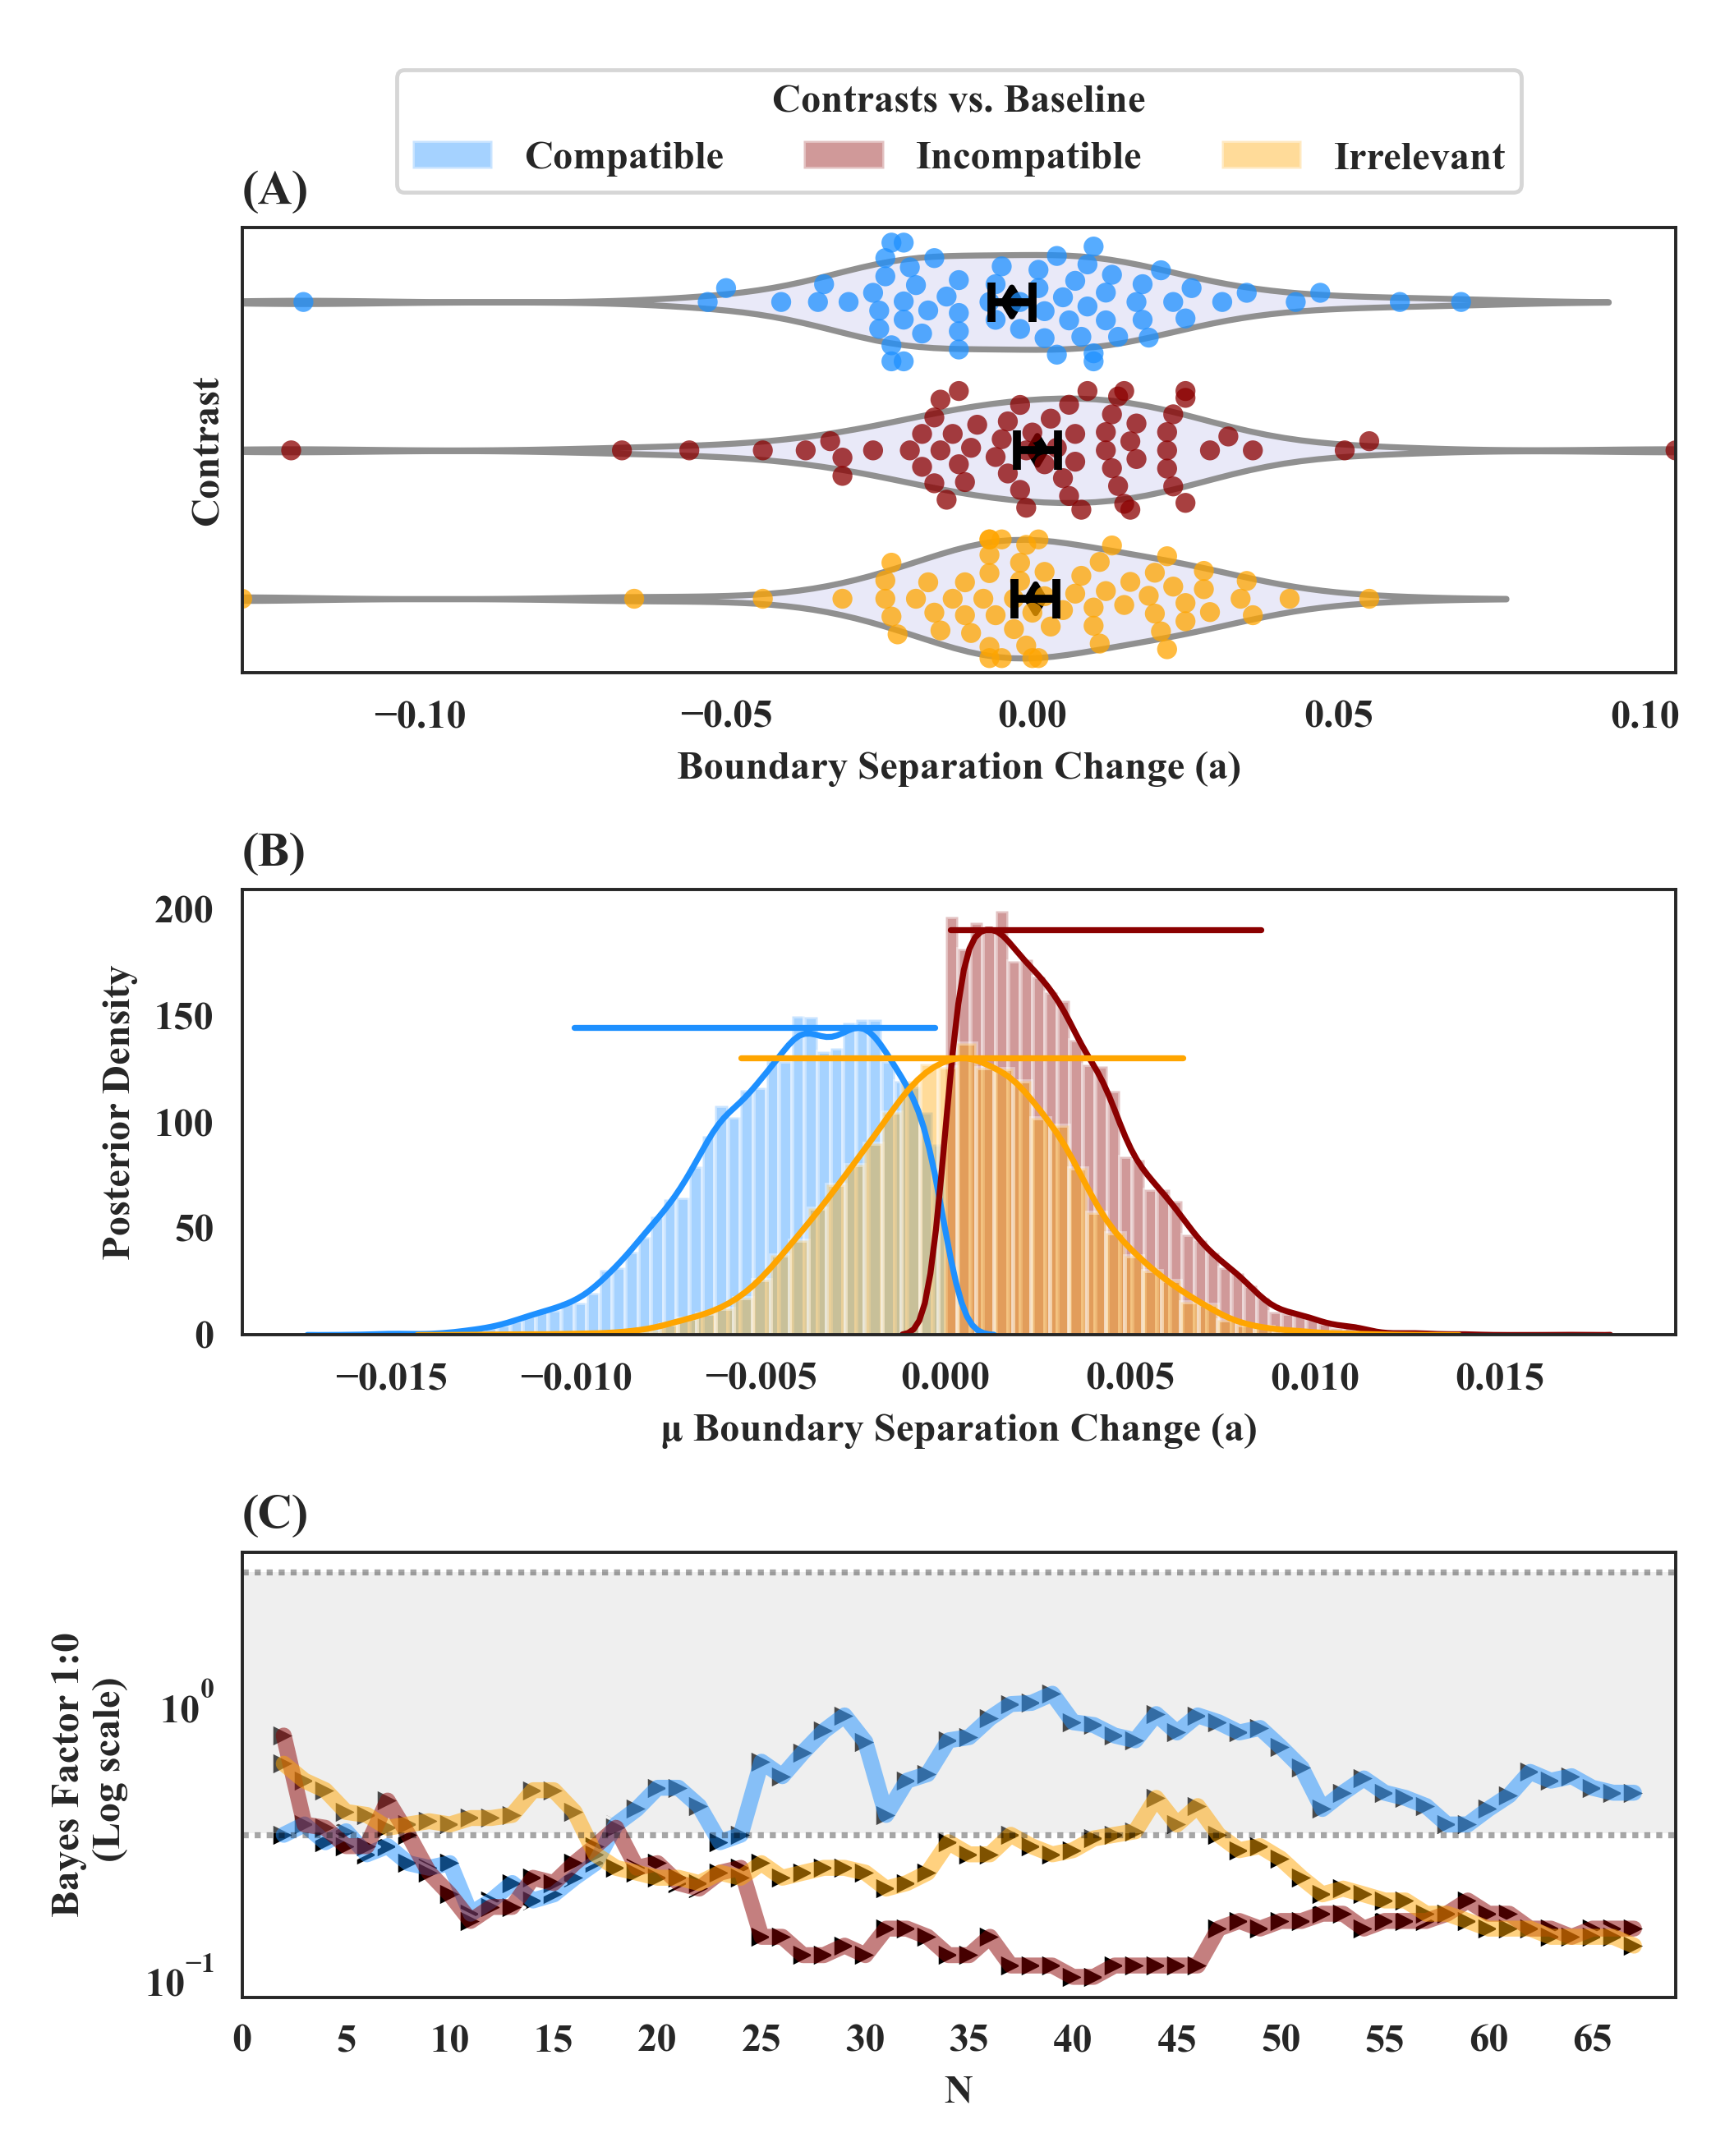 Contrasts vs. Baseline
Compatible Incompatible Irrelevant
(A)
Contrast
−0.10 −0.05 0.00 0.05 0.10
Boundary Separation Change (a)
(B)
Posterior Density
200
150
100
50
0
−0.015 −0.010 −0.005 0.000 0.005 0.010 0.015
μ Boundary Separation Change (a)
(C)
Bayes Factor 1:0
(Log scale)
10⁰
10⁻¹
0 5 10 15 20 25 30 35 40 45 50 55 60 65
N